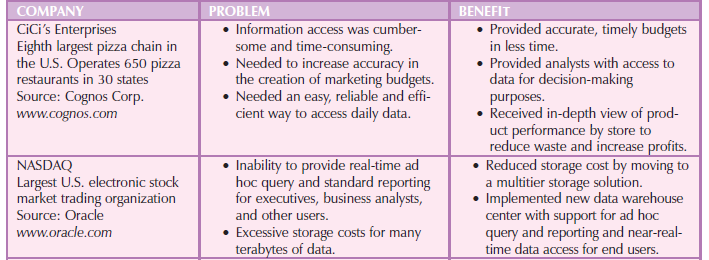 COMPANY PROBLEM BENEFIT
CiCi's Enterprises
Eighth largest pizza chain in
the U.S. Operates 650 pizza
restaurants in 30 states
Source: Cognos Corp.
www.cognos.com
• Information access was cumber-
some and time-consuming.
• Needed to increase accuracy in
the creation of marketing budgets.
• Needed an easy, reliable and effi-
cient way to access daily data.
• Provided accurate, timely budgets
in less time.
• Provided analysts with access to
data for decision-making
purposes.
• Received in-depth view of prod-
uct performance by store to
reduce waste and increase profits.
NASDAQ
Largest U.S. electronic stock
market trading organization
Source: Oracle
www.oracle.com
• Inability to provide real-time ad
hoc query and standard reporting
for executives, business analysts,
and other users.
• Excessive storage costs for many
terabytes of data.
• Reduced storage cost by moving to
a multitier storage solution.
• Implemented new data warehouse
center with support for ad hoc
query and reporting and near-real-
time data access for end users.